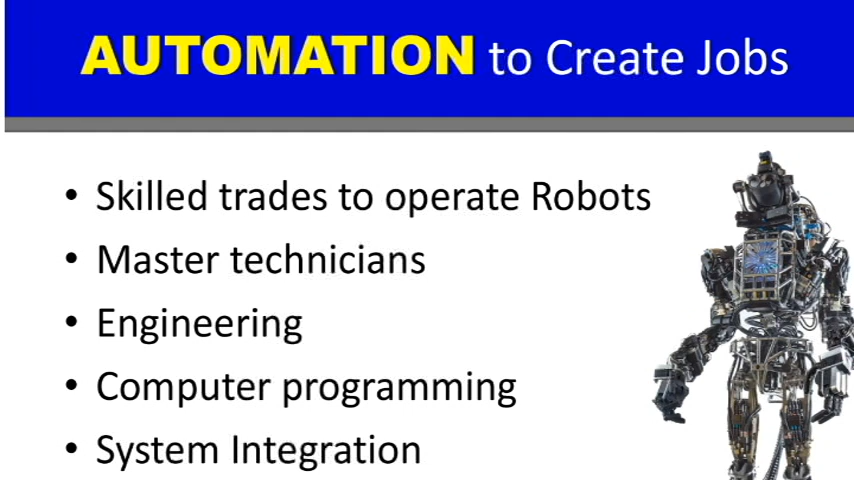 AUTOMATION to Create Jobs
• Skilled trades to operate Robots
• Master technicians
• Engineering
• Computer programming
• System Integration